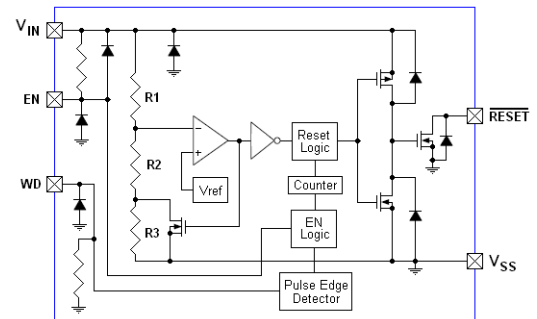 VIN
R1
EN
RESET
Reset
Logic
R2
Counter
WD
Vref
EN
Logic
R3
VSS
Pulse Edge
Detector